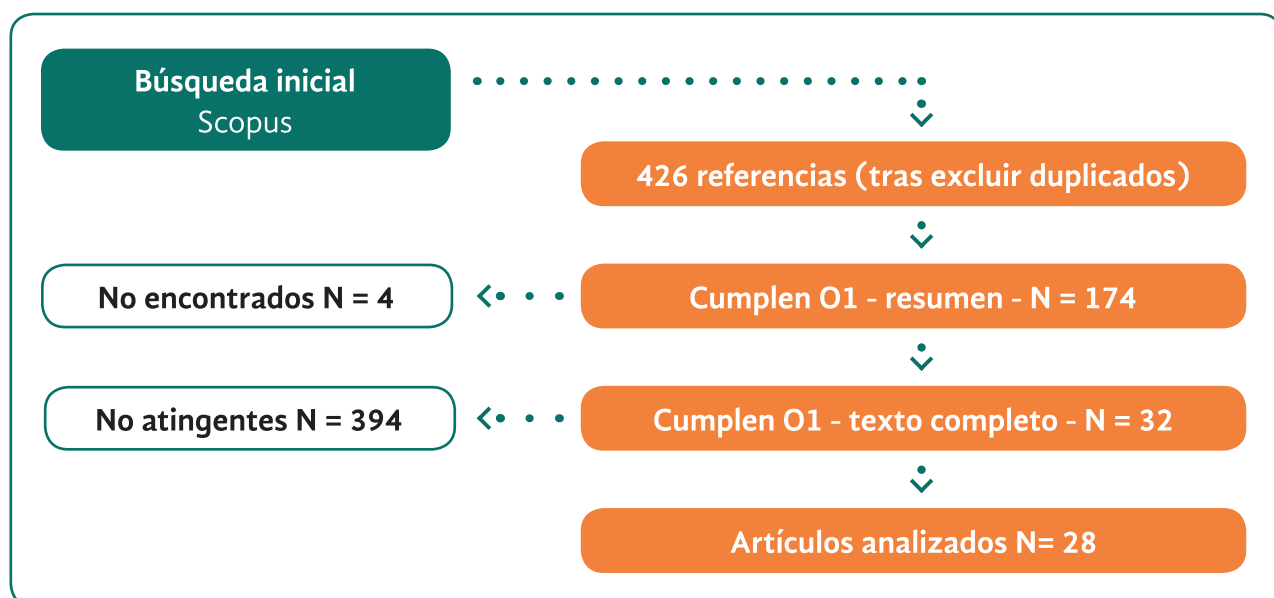 Búsqueda inicial
Scopus
426 referencias (tras excluir duplicados)
No encontrados N = 4
Cumplen O1 - resumen - N = 174
No atingentes N = 394
Cumplen O1 - texto completo - N = 32
Artículos analizados N= 28